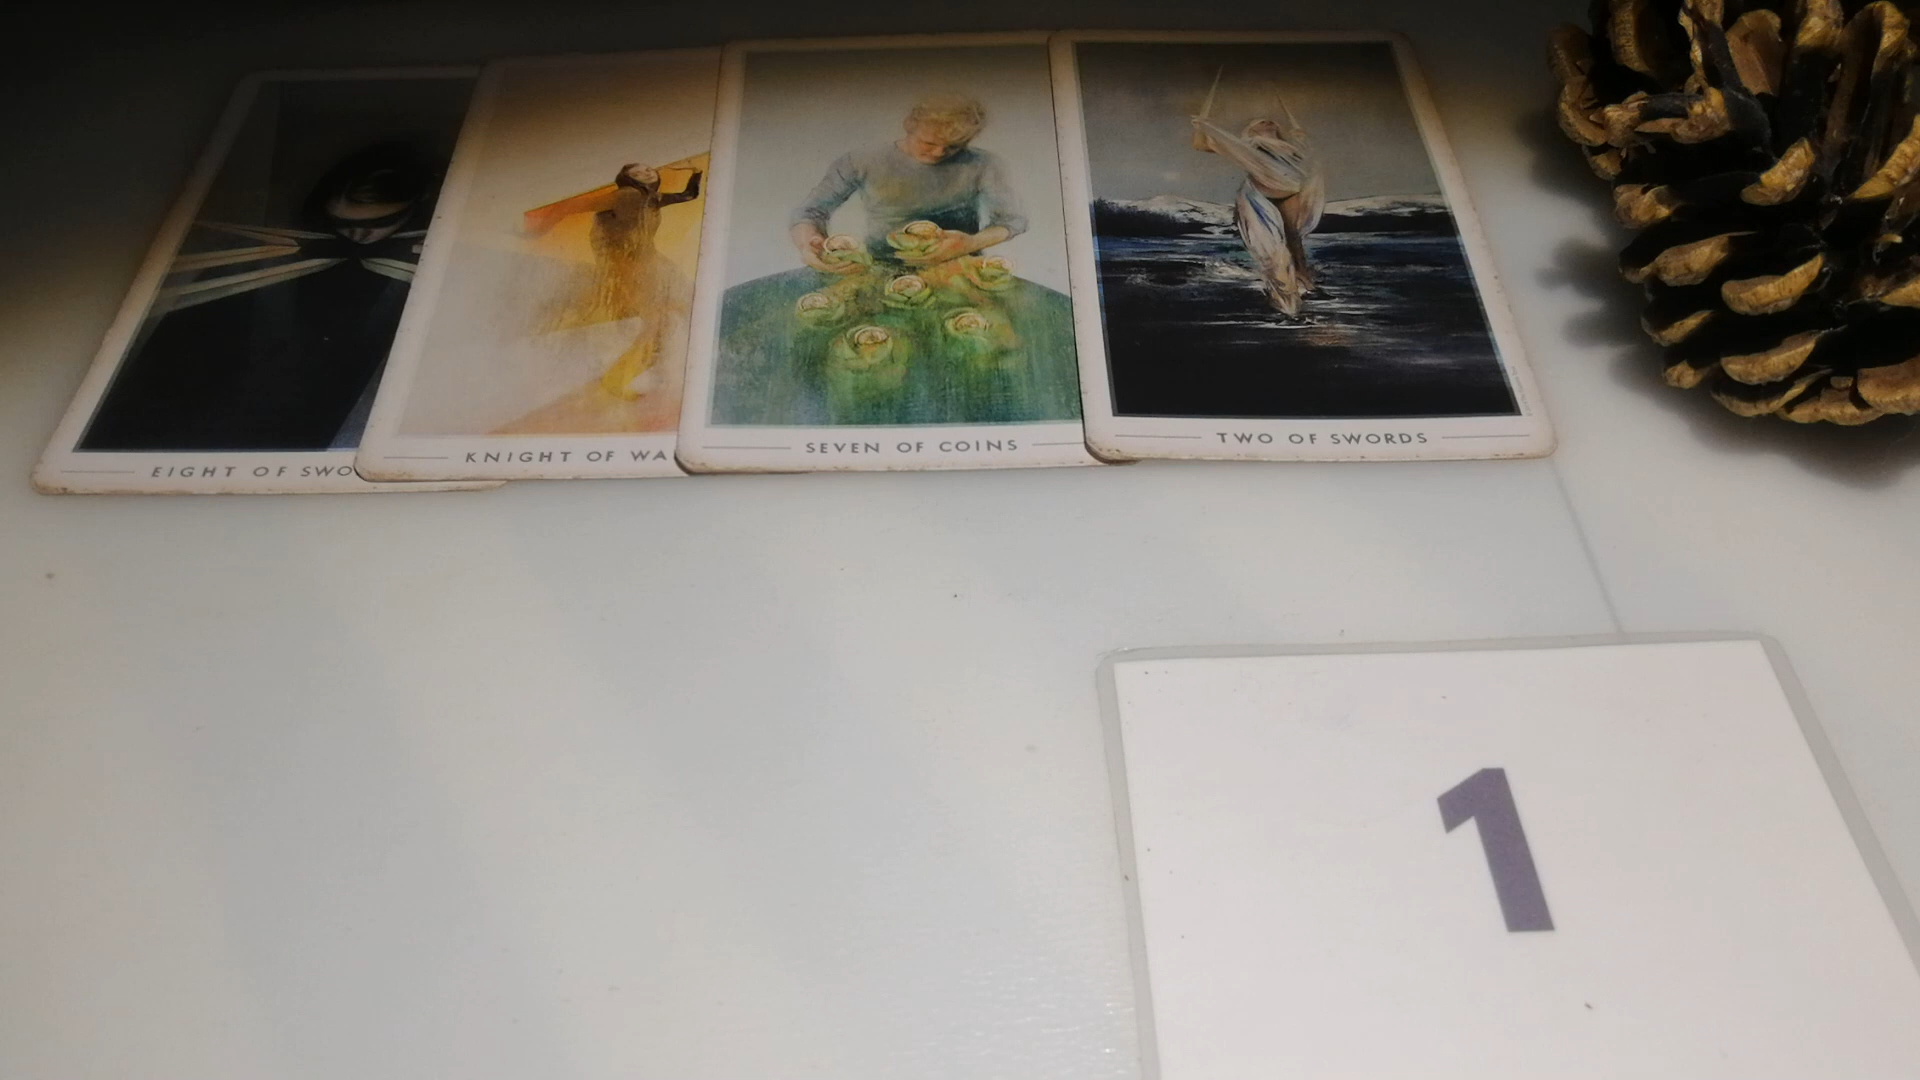 EIGHT OF SWO
KNIGHT OF WA
SEVEN OF COINS
TWO OF SWORDS
1